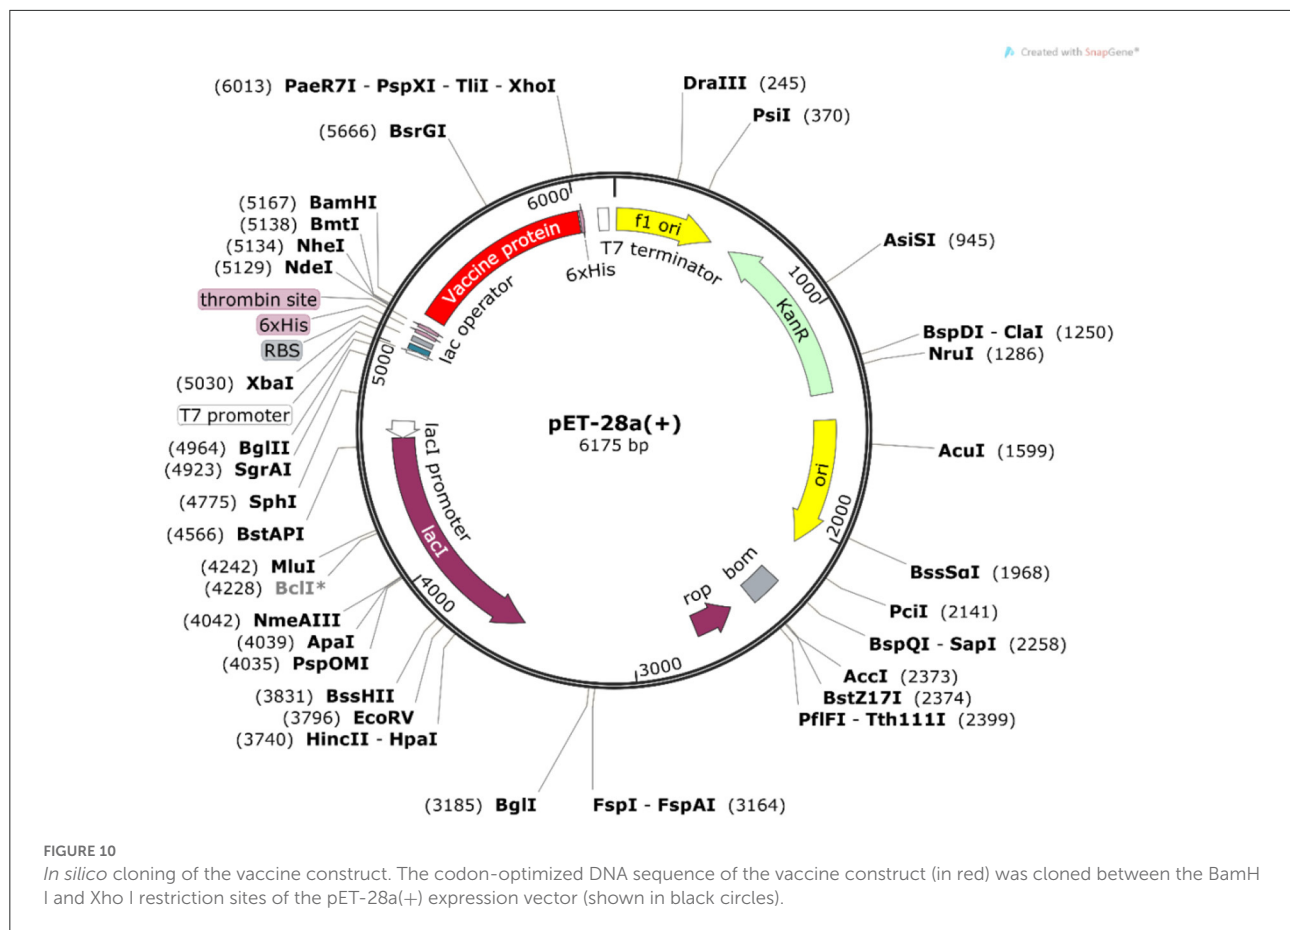 Created with SnapGene®
(6013) PaeR7I - PspXI - TliI - XhoI
(5666) BsrGI
(5167) BamHI
(5138) BmtI
(5134) NheI
(5129) NdeI
thrombin site
6xHis
RBS
(5030) XbaI
T7 promoter
(4964) BglII
(4923) SgrAI
(4775) SphI
(4566) BstAPI
(4242) MluI
(4228) BclI*
(4042) NmeAIII
(4039) ApaI
(4035) PspOMI
(3831) BssHII
(3796) EcoRV
(3740) HincII - HpaI
(3185) BglI
FspI - FspAI (3164)
DraIII (245)
PsiI (370)
AsiSI (945)
BspDI - ClaI (1250)
NruI (1286)
AcuI (1599)
BssSαI (1968)
PciI (2141)
BspQI - SapI (2258)
AccI (2373)
BstZ17I (2374)
PflFI - Tth111I (2399)
6000
1000
2000
3000
4000
5000
Vaccine protein
6xHis
T7 terminator
f1 ori
KanR
ori
bom
rop
lacI
lacI promoter
lac operator
pET-28a(+)
6175 bp
FIGURE 10
In silico cloning of the vaccine construct. The codon-optimized DNA sequence of the vaccine construct (in red) was cloned between the BamH
I and Xho I restriction sites of the pET-28a(+) expression vector (shown in black circles).